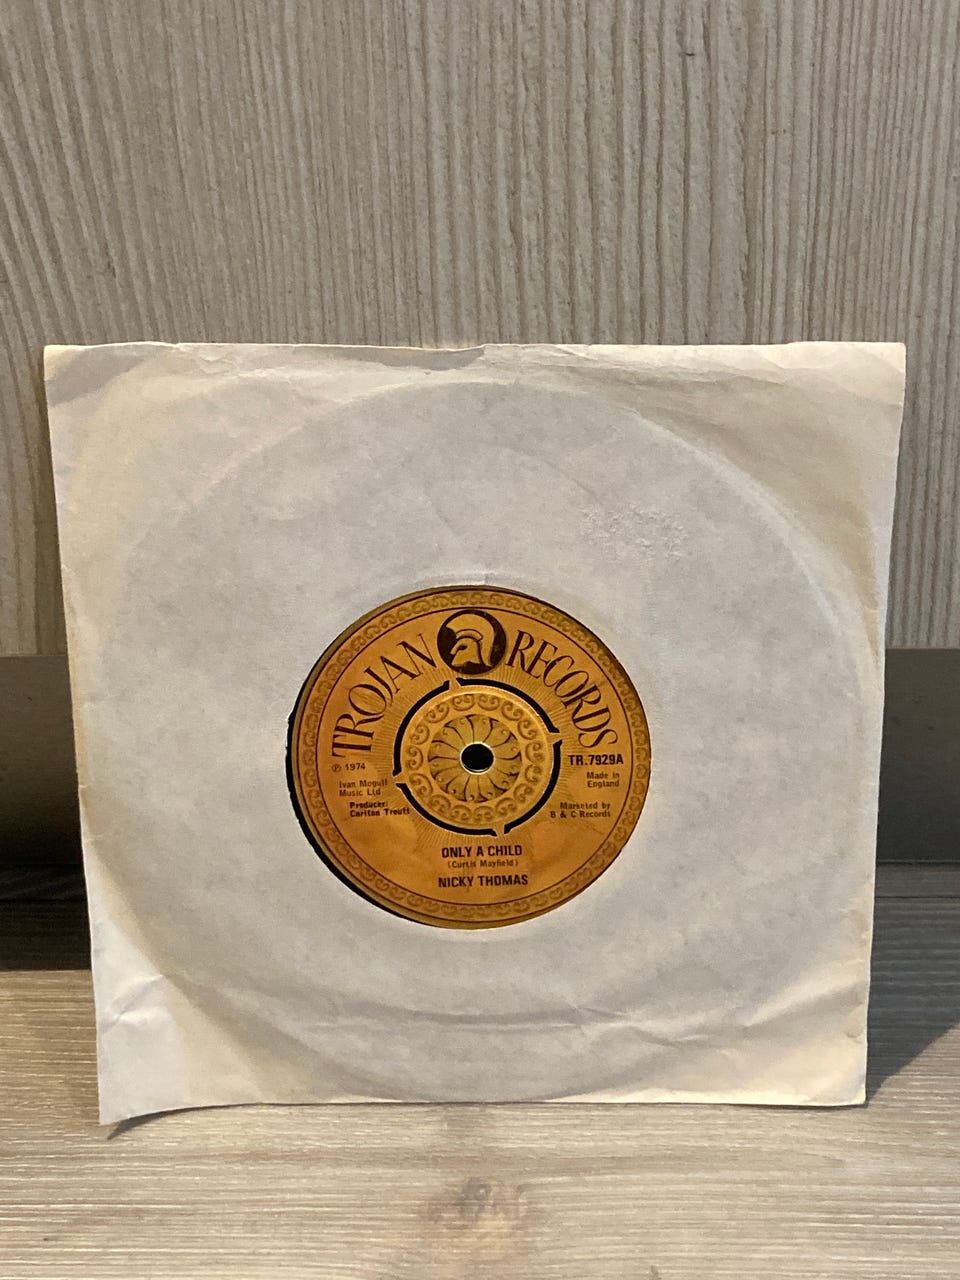 TROJAN RECORDS
℗ 1974
Ivan Mogull
Music Ltd
Producer:
Carlton Troutt
TR.7929A
Made in
England
Marketed by
B & C Records
ONLY A CHILD
(Curtis Mayfield)
NICKY THOMAS